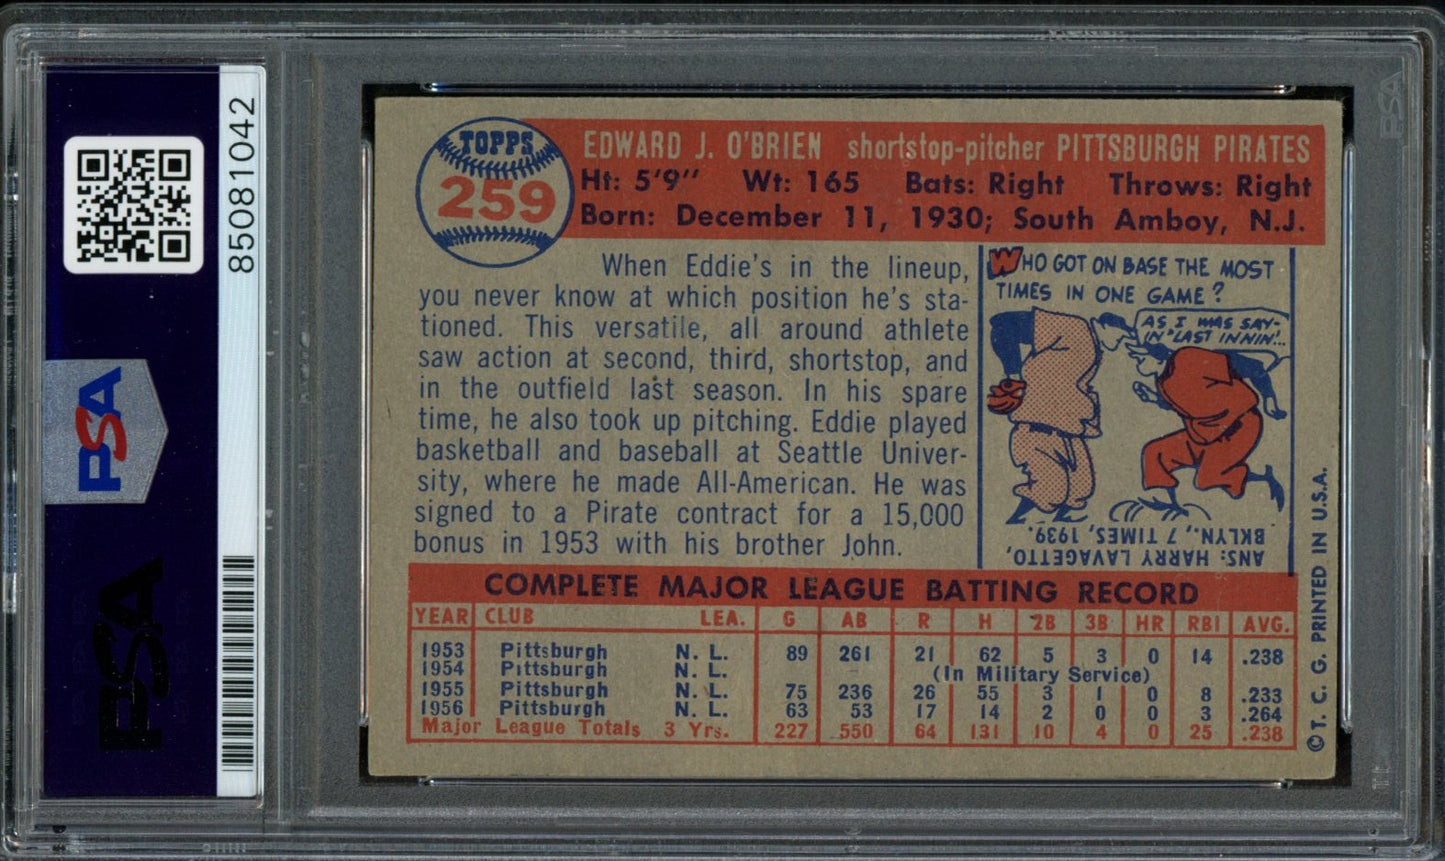 85081042
PSA
PSA
PSA
TOPPS
259
EDWARD J. O'BRIEN shortstop-pitcher PITTSBURGH PIRATES
Ht: 5'9" Wt: 165 Bats: Right Throws: Right
Born: December 11, 1930; South Amboy, N.J.
When Eddie's in the lineup,
you never know at which position he's sta-
tioned. This versatile, all around athlete
saw action at second, third, shortstop, and
in the outfield last season. In his spare
time, he also took up pitching. Eddie played
basketball and baseball at Seattle Univer-
sity, where he made All-American. He was
signed to a Pirate contract for a 15,000
bonus in 1953 with his brother John.
WHO GOT ON BASE THE MOST
TIMES IN ONE GAME?
AS I WAS SAY-
IN "LAST INNIN'...
ANS: HARRY LAVAGETTO,
BKLYN., 7 TIMES, 1939.
COMPLETE MAJOR LEAGUE BATTING RECORD
YEAR CLUB LEA. G AB R H 2B 3B HR RBI AVG.
1953 Pittsburgh N. L. 89 261 21 62 5 3 0 14 .238
1954 Pittsburgh N. L. (In Military Service)
1955 Pittsburgh N. L. 75 236 26 55 3 1 0 8 .233
1956 Pittsburgh N. L. 63 53 17 14 2 0 0 3 .264
Major League Totals 3 Yrs. 227 550 64 131 10 4 0 25 .238
©T. C. G. PRINTED IN U.S.A.